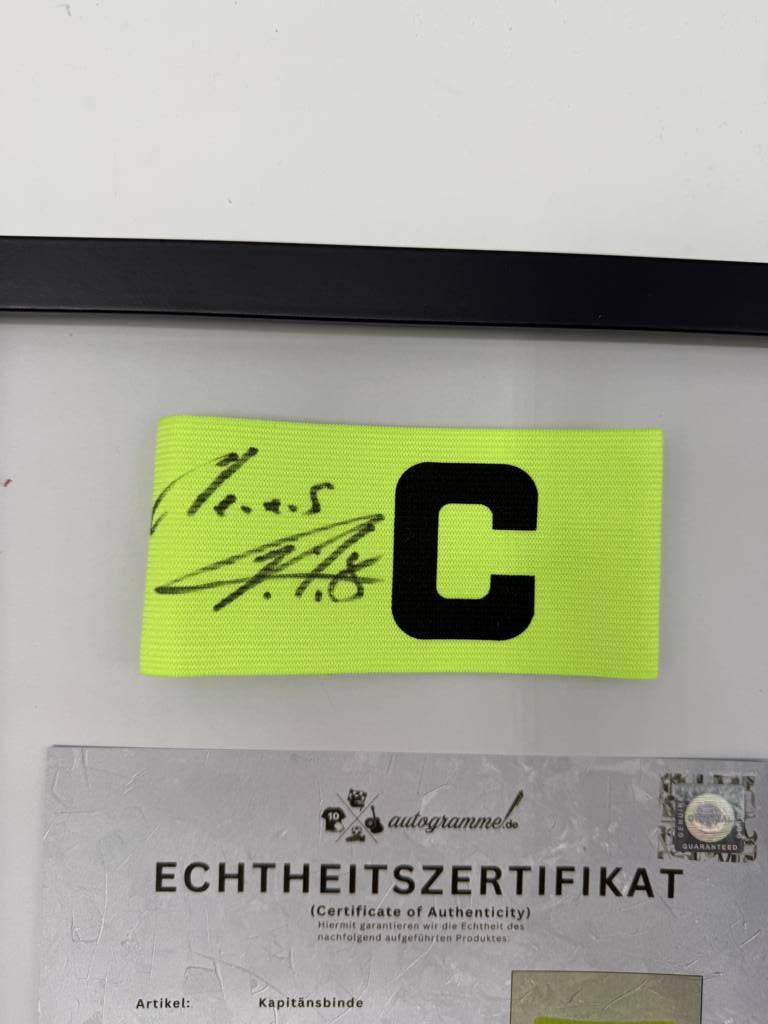 C
10
autogramme.de
GENUINE
ORIGINAL
GUARANTEED
ECHTHEITSZERTIFIKAT
(Certificate of Authenticity)
Hiermit garantieren wir die Echtheit des
nachfolgend aufgeführten Produktes:
Artikel: Kapitänsbinde